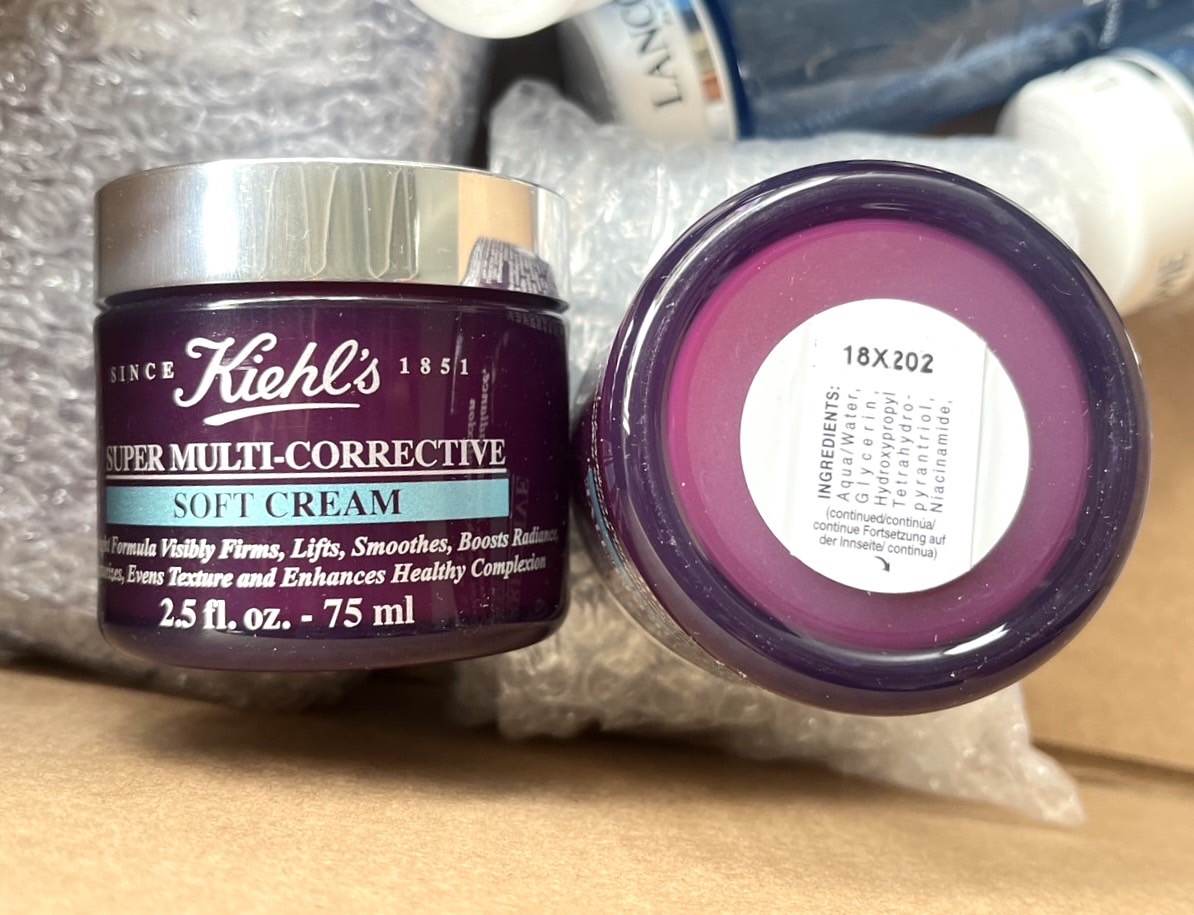 LANCO
SINCE Kiehl's 1851
SUPER MULTI-CORRECTIVE
SOFT CREAM
Formula Visibly Firms, Lifts, Smoothes, Boosts Radiance,
Evens Texture and Enhances Healthy Complexion
2.5 fl. oz. - 75 ml
18X202
INGREDIENTS:
Aqua/Water,
Glycerin,
Hydroxypropyl
Tetrahydro-
pyrantriol,
Niacinamide,
(continued/continúa/
continue Fortsetzung auf
der Innseite/ continua)